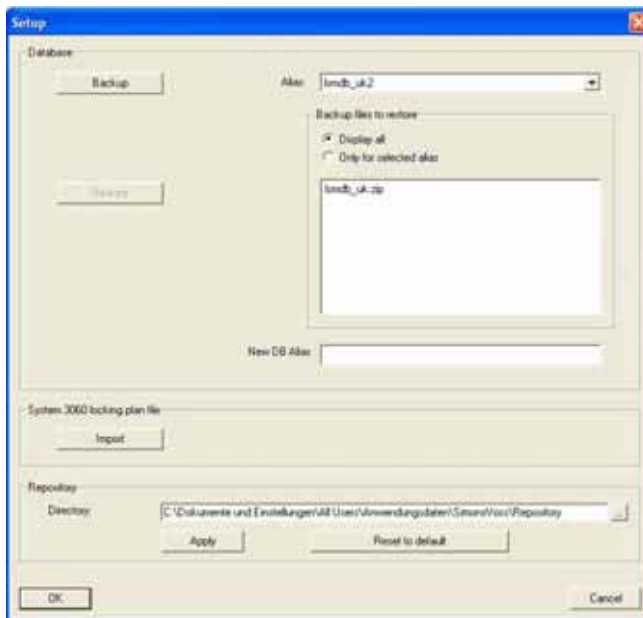 Setup
Database
Backup
Alias
lsmdb_uk2
Backup files to restore
Display all
Only for selected alias
Restore
lsmdb_uk.zip
New DB Alias
System 3060 locking plan file
Import
Repository
Directory
C:\Dokumente und Einstellungen\All Users\Anwendungsdaten\SimonsVoss\Repository
...
Apply
Reset to default
OK
Cancel